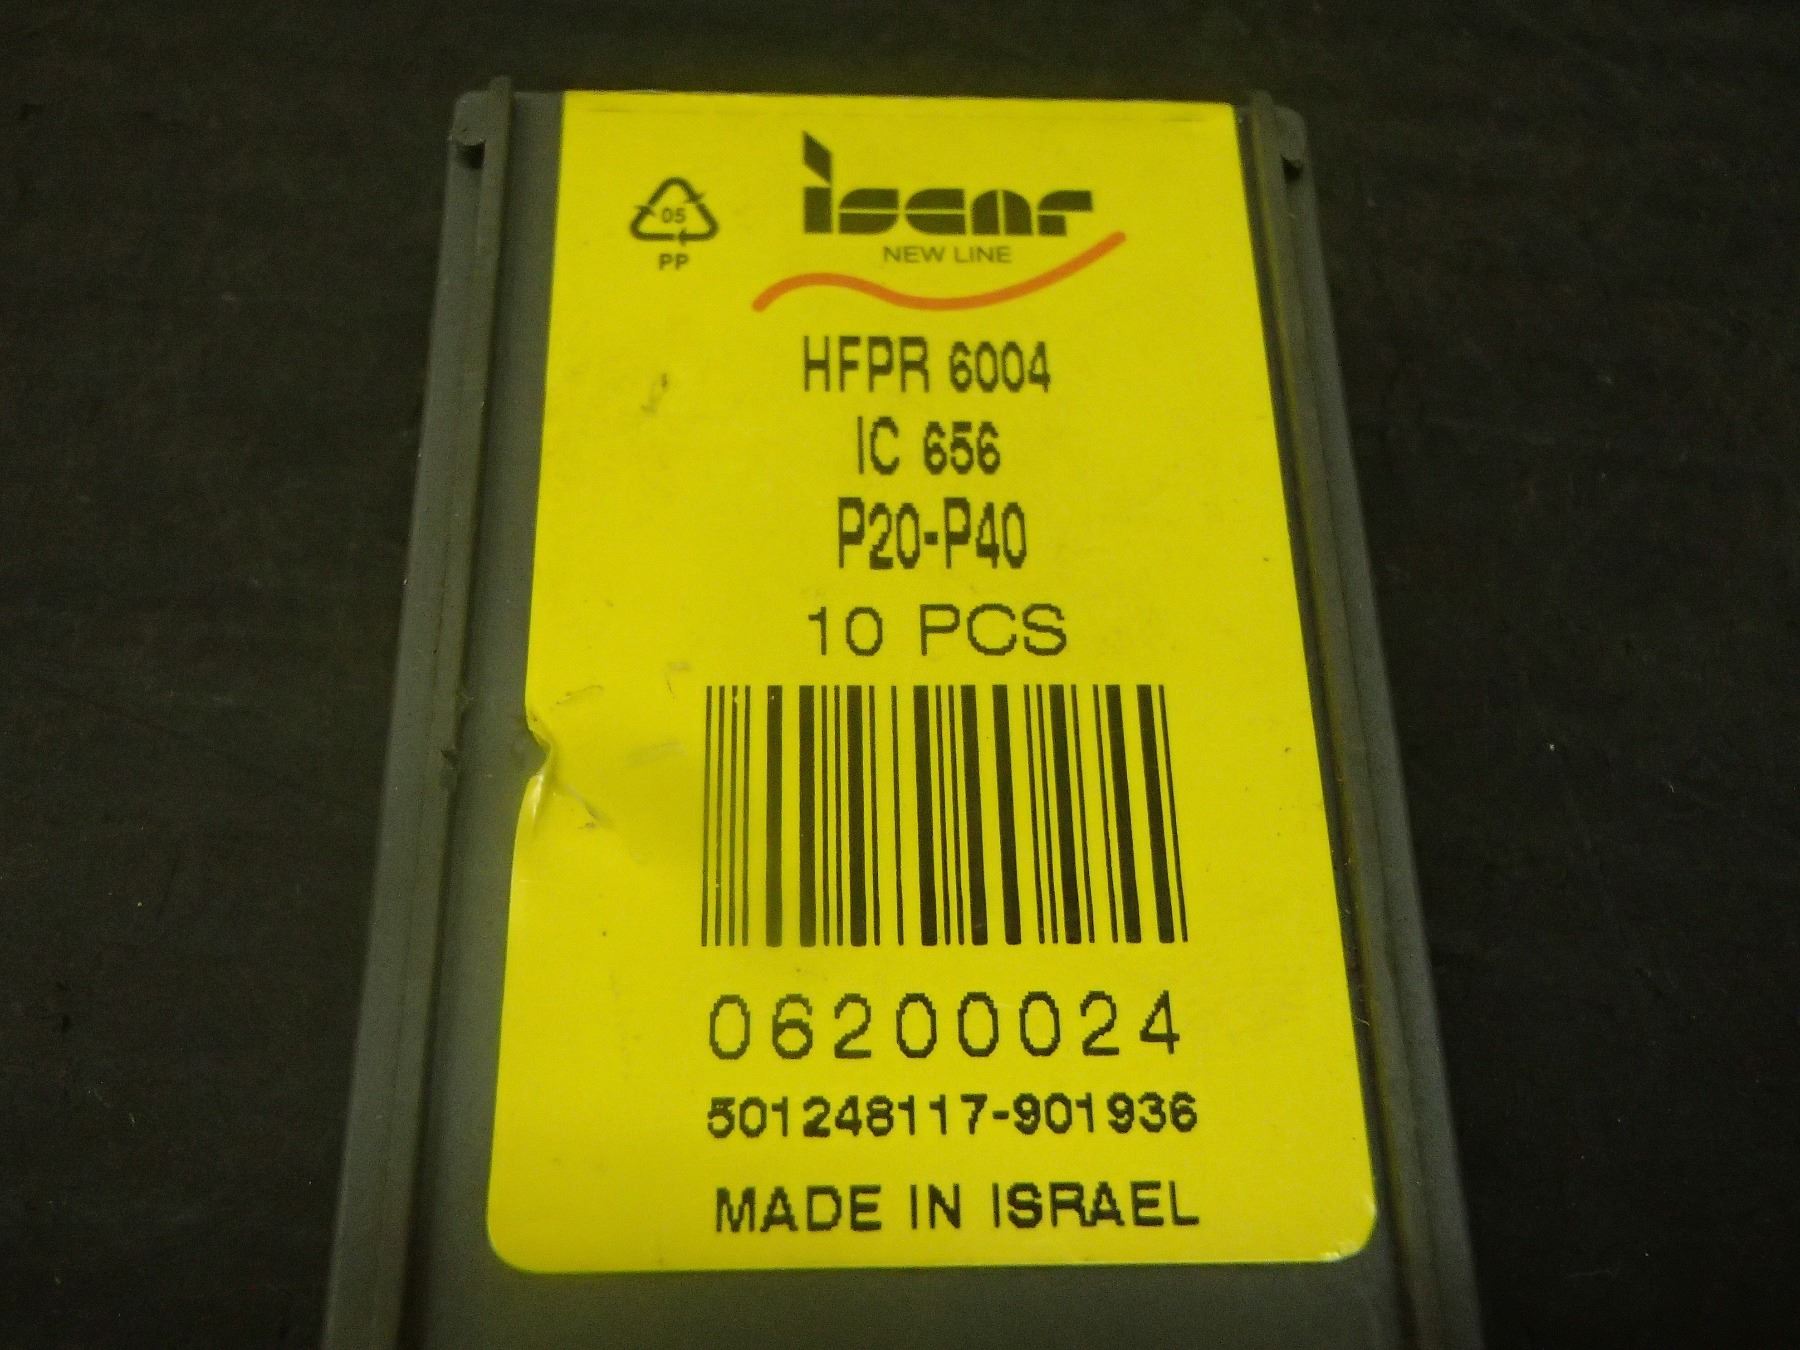 iscar
NEW LINE
05
PP
HFPR 6004
IC 656
P20-P40
10 PCS
06200024
501248117-901936
MADE IN ISRAEL